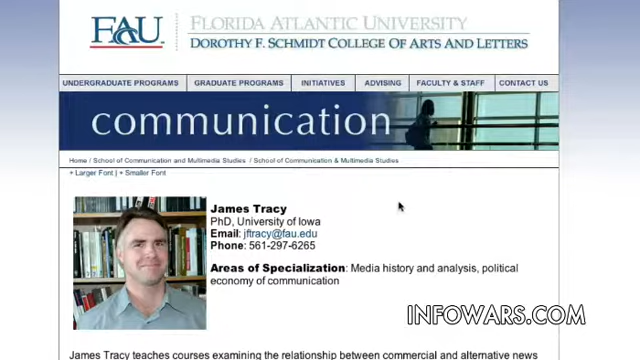 FAU
FLORIDA ATLANTIC UNIVERSITY
DOROTHY F. SCHMIDT COLLEGE OF ARTS AND LETTERS
UNDERGRADUATE PROGRAMS GRADUATE PROGRAMS INITIATIVES ADVISING FACULTY & STAFF CONTACT US
communication
Home / School of Communication and Multimedia Studies / School of Communication & Multimedia Studies
+ Larger Font | + Smaller Font
James Tracy
PhD, University of Iowa
Email: jftracy@fau.edu
Phone: 561-297-6265
Areas of Specialization: Media history and analysis, political
economy of communication
INFOWARS.COM
James Tracy teaches courses examining the relationship between commercial and alternative news